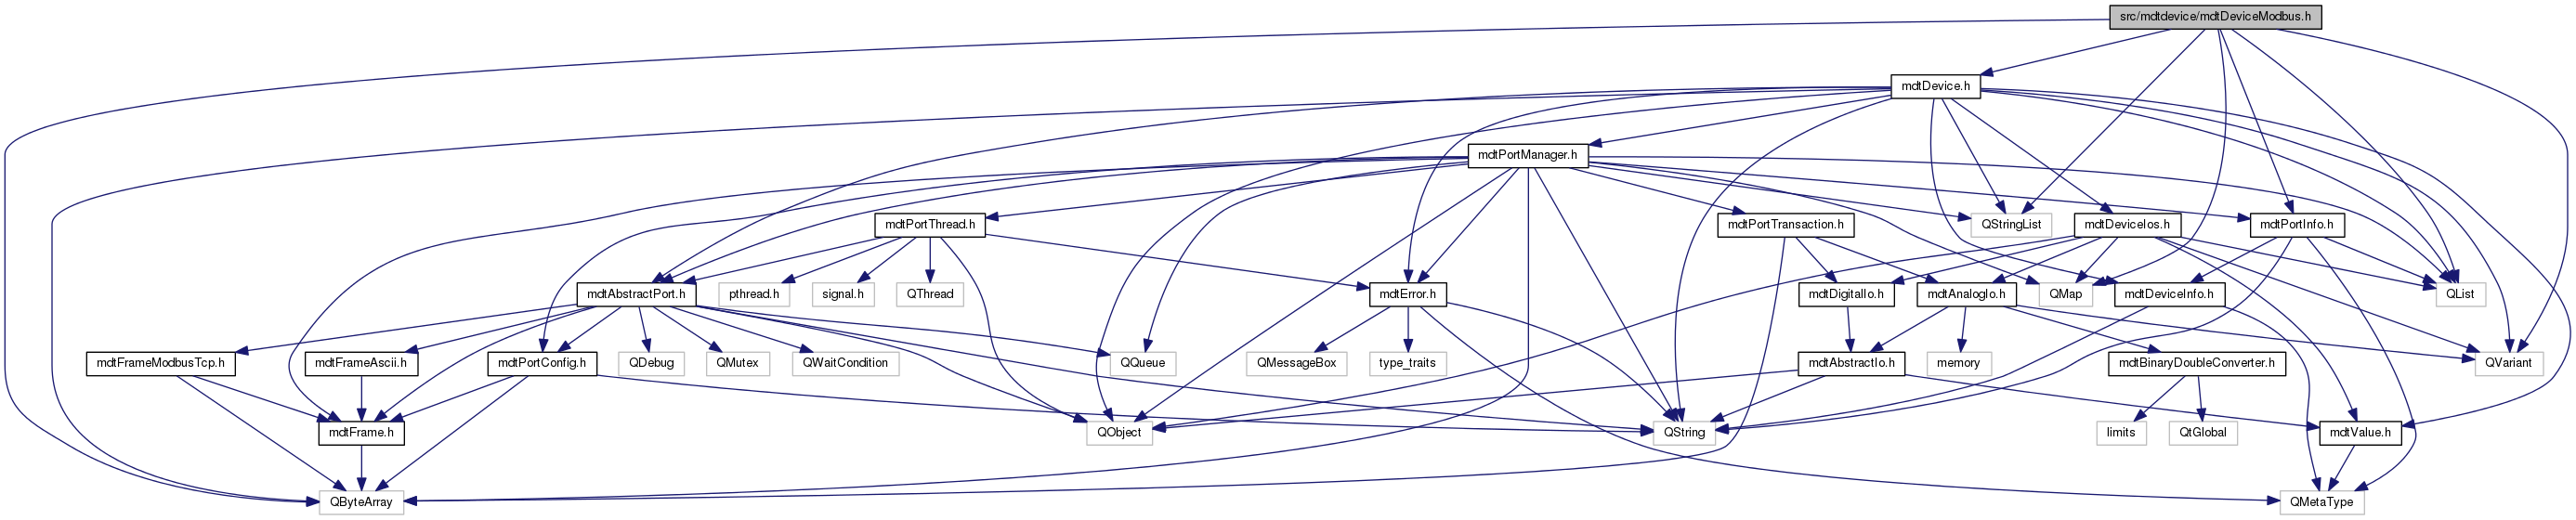 src/mdtdevice/mdtDeviceModbus.h
mdtDevice.h
mdtPortManager.h
mdtPortThread.h
mdtPortTransaction.h
QStringList
mdtDeviceIos.h
mdtPortInfo.h
mdtAbstractPort.h
pthread.h
signal.h
QThread
mdtError.h
mdtDigitalIo.h
mdtAnalogIo.h
QMap
mdtDeviceInfo.h
QList
mdtFrameModbusTcp.h
mdtFrameAscii.h
mdtPortConfig.h
QDebug
QMutex
QWaitCondition
QQueue
QMessageBox
type_traits
mdtAbstractIo.h
memory
mdtBinaryDoubleConverter.h
QVariant
mdtFrame.h
QObject
QString
limits
QtGlobal
mdtValue.h
QByteArray
QMetaType